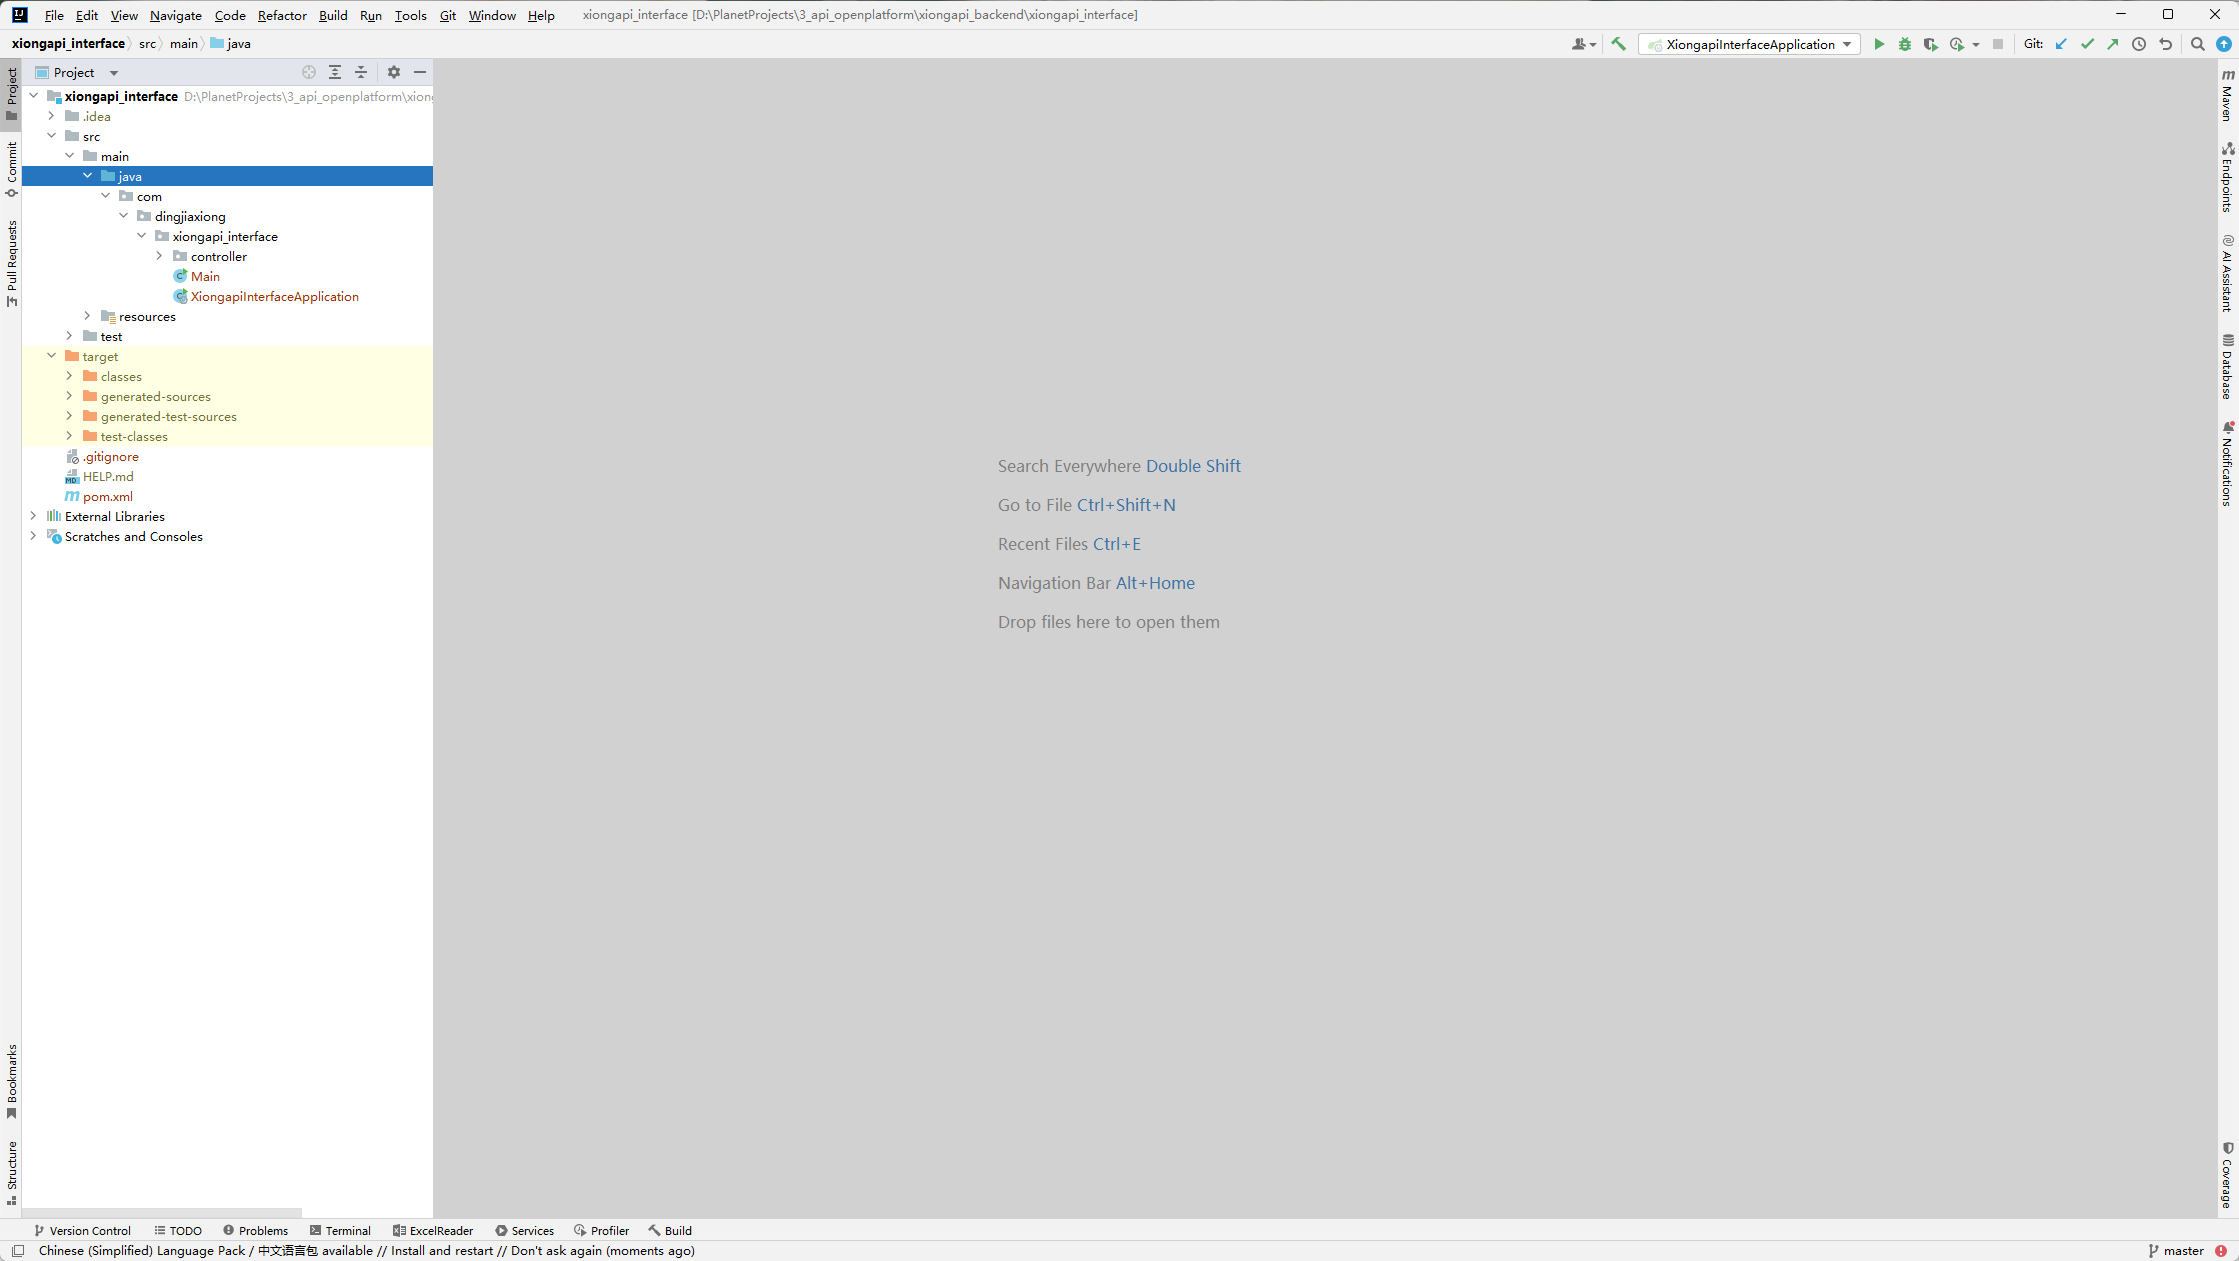 File Edit View Navigate Code Refactor Build Run Tools Git Window Help xiongapi_interface [D:\PlanetProjects\3_api_openplatform\xiongapi_backend\xiongapi_interface]
xiongapi_interface src main java XiongapiInterfaceApplication Git:
Project
xiongapi_interface D:\PlanetProjects\3_api_openplatform\xiong
.idea
src
main
java
com
dingjiaxiong
xiongapi_interface
controller
Main
XiongapiInterfaceApplication
resources
test
target
classes
generated-sources
generated-test-sources
test-classes
.gitignore
HELP.md
pom.xml
External Libraries
Scratches and Consoles
Project
Commit
Pull Requests
Bookmarks
Structure
Search Everywhere Double Shift
Go to File Ctrl+Shift+N
Recent Files Ctrl+E
Navigation Bar Alt+Home
Drop files here to open them
Maven
Endpoints
AI Assistant
Database
Notifications
Coverage
Version Control TODO Problems Terminal ExcelReader Services Profiler Build
Chinese (Simplified) Language Pack / 中文语言包 available // Install and restart // Don't ask again (moments ago) master